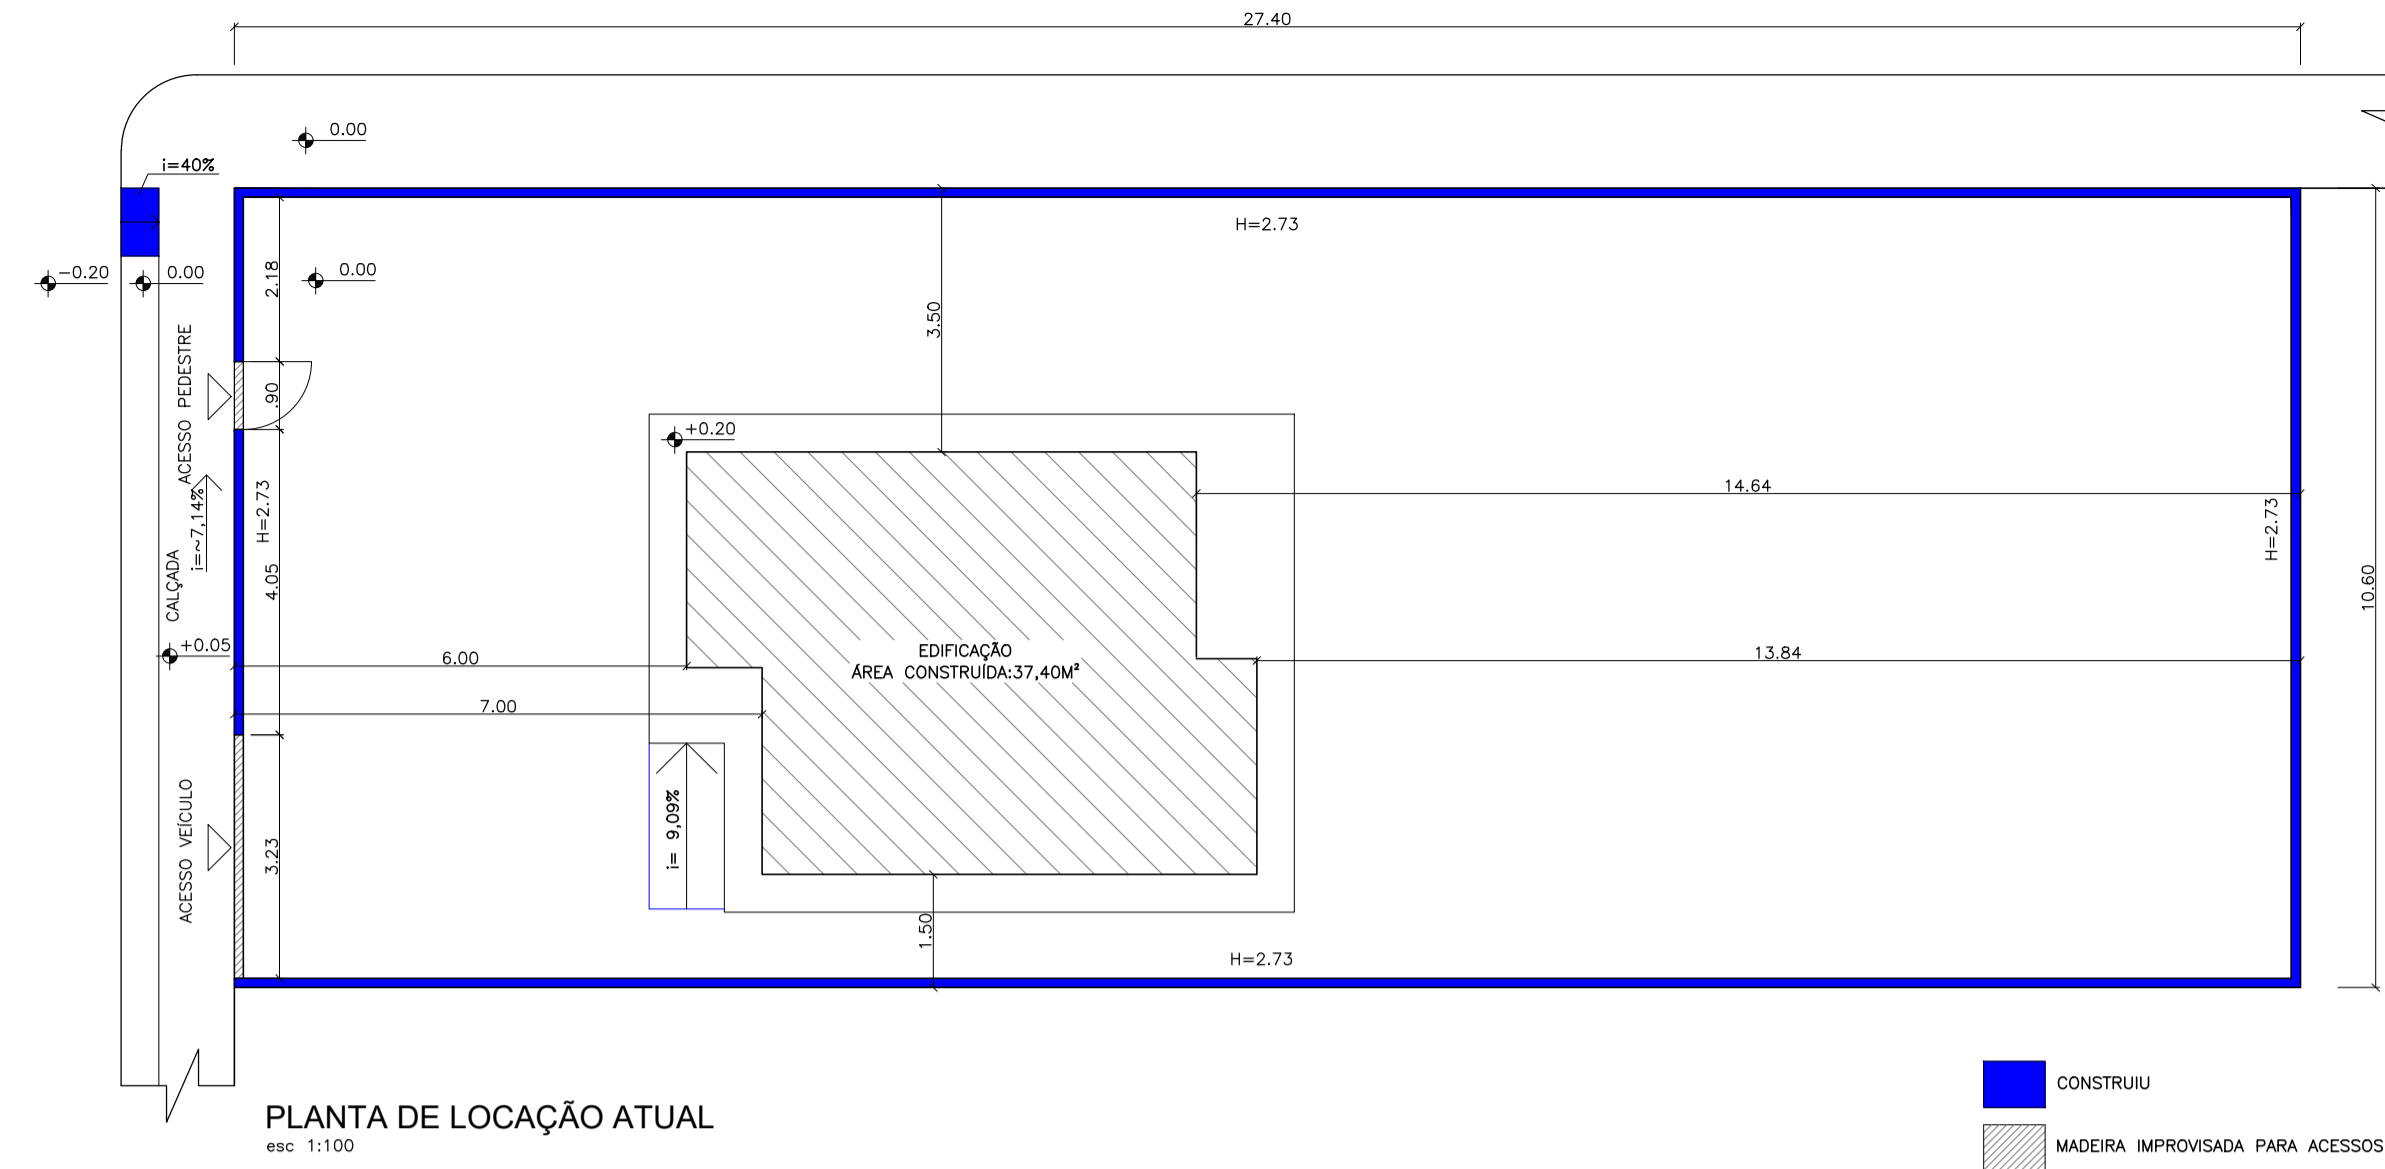 27.40
0.00
i=40%
H=2.73
-0.20
0.00
2.18
0.00
3.50
ACESSO PEDESTRE
.90
+0.20
14.64
H=2.73
i=~7,14%
H=2.73
CALÇADA
4.05
10.60
+0.05
6.00
EDIFICAÇÃO
ÁREA CONSTRUÍDA:37,40M²
13.84
7.00
ACESSO VEÍCULO
3.23
i= 9,09%
1.50
H=2.73
CONSTRUIU
PLANTA DE LOCAÇÃO ATUAL
esc 1:100
MADEIRA IMPROVISADA PARA ACESSOS